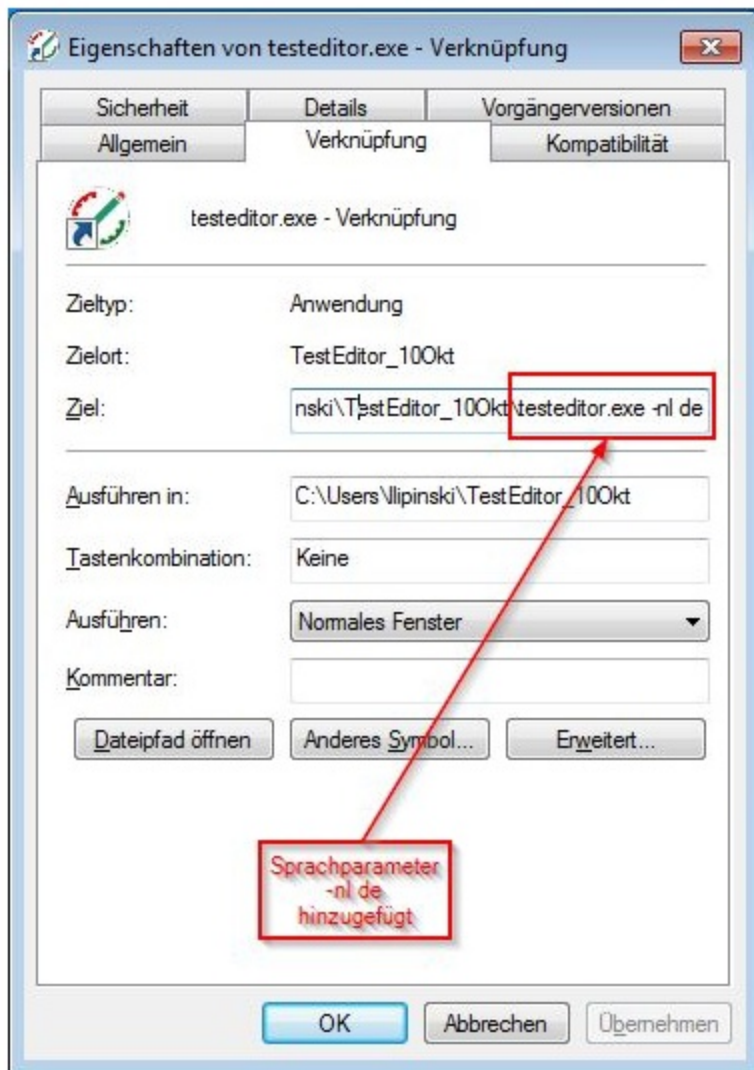 Eigenschaften von testeditor.exe - Verknüpfung
Sicherheit Details Vorgängerversionen
Allgemein Verknüpfung Kompatibilität
testeditor.exe - Verknüpfung
Zieltyp: Anwendung
Zielort: TestEditor_10Okt
Ziel: nski\TestEditor_10Okt\testeditor.exe -nl de
Ausführen in: C:\Users\llipinski\TestEditor_10Okt
Tastenkombination: Keine
Ausführen: Normales Fenster
Kommentar:
Dateipfad öffnen Anderes Symbol... Erweitert...
Sprachparameter
-nl de
hinzugefügt
OK Abbrechen Übernehmen